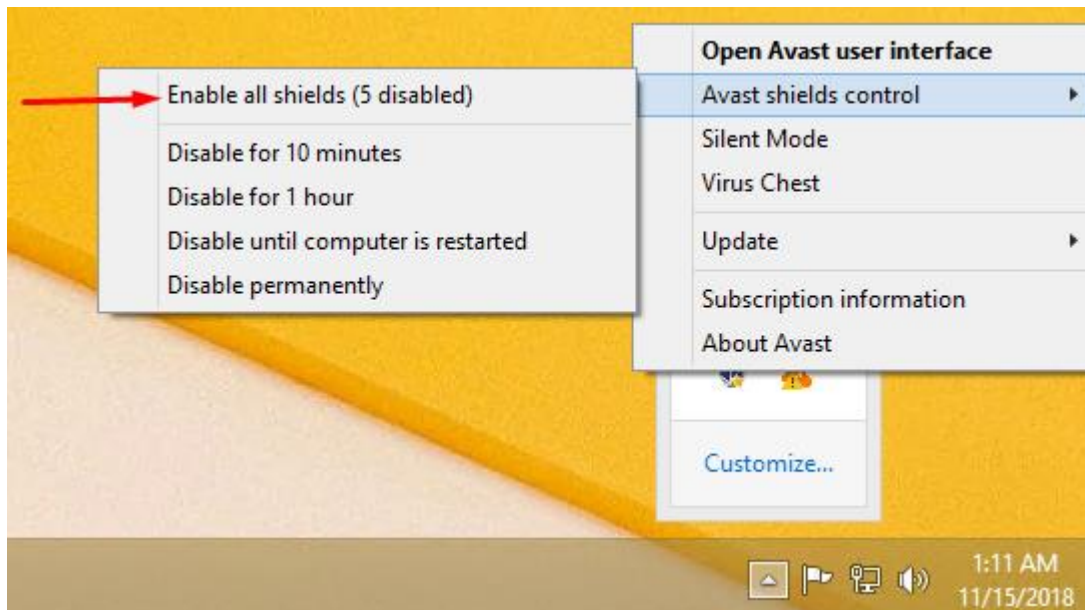 Open Avast user interface
Avast shields control
Silent Mode
Virus Chest
Update
Subscription information
About Avast
Enable all shields (5 disabled)
Disable for 10 minutes
Disable for 1 hour
Disable until computer is restarted
Disable permanently
Customize...
1:11 AM
11/15/2018